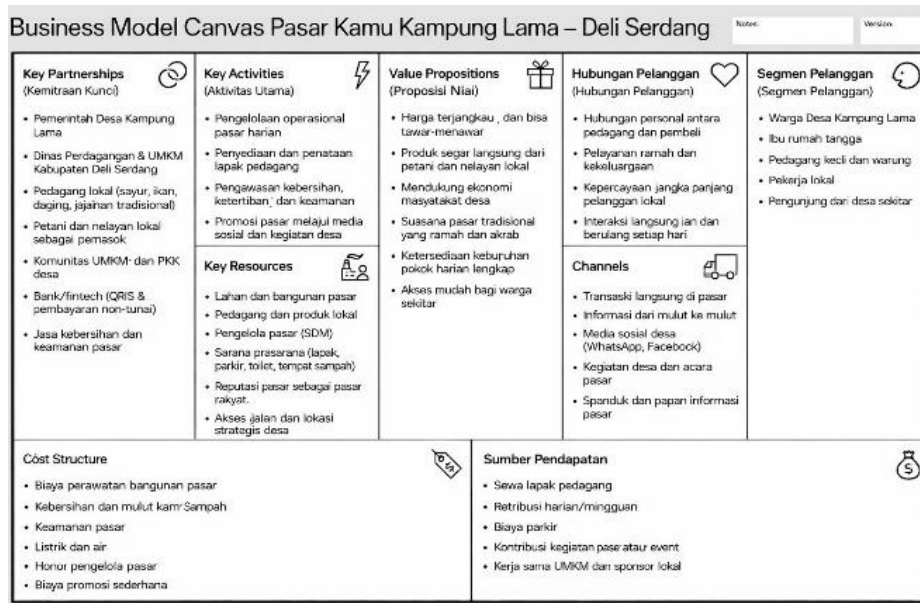 Business Model Canvas Pasar Kamu Kampung Lama – Deli Serdang
Notes:
Version
Key Partnerships
(Kemitraan Kunci)
• Pemerintah Desa Kampung
Lama
• Dinas Perdagangan & UMKM
Kabupaten Deli Serdang
• Pedagang lokal (sayur, ikan,
daging, jajainan tradisional)
• Petani dan nelayan lokal
sebagai pemasok
• Komunitas UMKM- dan PKK
desa
• Bank/fintech (QRIS &
pembayaran non-tunai)
• Jasa kebersihan dan
keamanan pasar
Key Activities
(Aktivitas Utama)
• Pengelolaan operasional
pasar harian
• Penyediaan dan penataan
lapak pedagang
• Pengawasan kebersihan,
ketertiban, dan keamanan
• Promosi pasar melajui media
sosial dan kegiatan desa
Key Resources
• Lahan dan bangunan pasar
• Pedagang dan produk lokal
• Pengelola pasar (SDM)
• Sarana prasarana (lapak,
parkir, toilet, tempat sampah)
• Reputasi pasar sebagai pasar
rakyat.
• Akses jalan dan lokasi
strategis desa
Value Propositions
(Proposisi Niai)
• Harga terjangkau , dan bisa
tawar-menawar
• Produk segar langsung dari
petani dan nelayan lokal
• Mendukung ekonomi
masyatakat desa
• Suasana pasar tradisional
yang ramah dan akrab
• Ketersediaan keburuhan
pokok harian lengkap
• Akses mudah bagi warga
sekitar
Hubungan Pelanggan
(Hubungan Pelanggan)
• Hubungan personal antara
pedagang dan pembeli
• Pelayanan ramah dan
kekeluargaan
• Kepercayaan jangka panjang
pelanggan lokal
• Interaksi langsung ian dan
berulang setiap hari
Channels
• Transaski langsung di pasar
• Informasi dari mulut ke mulut
• Media sosial desa
(WhatsApp, Facebock)
• Kegiatan desa dan acara
pasar
• Spanduk dan papan informasi
pasar
Segmen Pelanggan
(Segmen Pelanggan)
• Warga Desa Kampung Lama
• Ibu rumah tangga
• Pedagang kecli dan warung
• Pekerja lokal
• Pengunjung dari desa sekitar
Cóst Structure
• Biaya perawatan bangunan pasar
• Kebersihan dan mulut kam Sampah
• Keamanan pasar
• Listrik dan air
• Honor pengelola pasar
• Biaya promosi sederhana
Sumber Pendapatan
• Sewa lapak pedagang
• Retribusi harian/mingguan
• Biaya parkir
• Kontribusi kegiatan pase atau event
• Kerja sama UMKM dan sponsor lokal